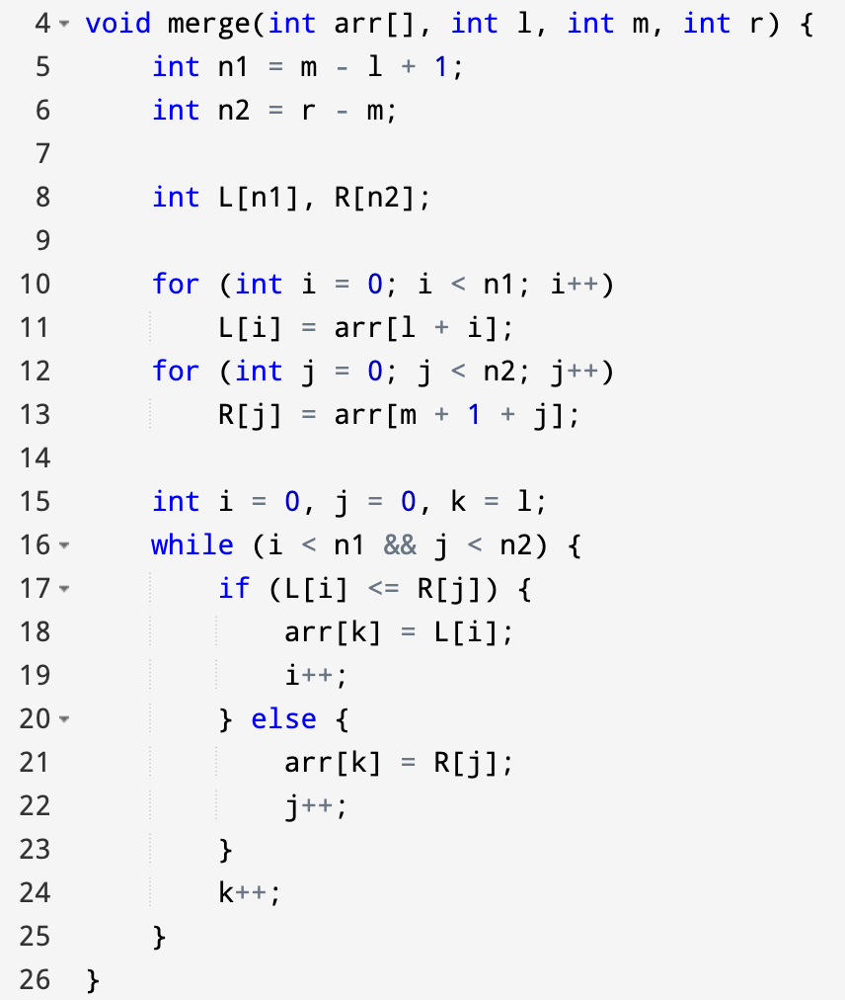 4 void merge(int arr[], int l, int m, int r) {
5     int n1 = m - l + 1;
6     int n2 = r - m;
7
8     int L[n1], R[n2];
9
10     for (int i = 0; i < n1; i++)
11         L[i] = arr[l + i];
12     for (int j = 0; j < n2; j++)
13         R[j] = arr[m + 1 + j];
14
15     int i = 0, j = 0, k = l;
16     while (i < n1 && j < n2) {
17         if (L[i] <= R[j]) {
18             arr[k] = L[i];
19             i++;
20         } else {
21             arr[k] = R[j];
22             j++;
23         }
24         k++;
25     }
26 }